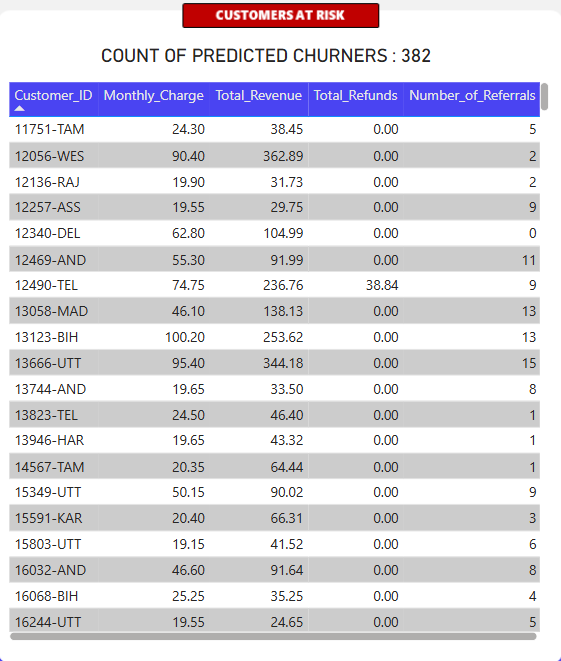 CUSTOMERS AT RISK
COUNT OF PREDICTED CHURNERS : 382
Customer_ID Monthly_Charge Total_Revenue Total_Refunds Number_of_Referrals
11751-TAM 24.30 38.45 0.00 5
12056-WES 90.40 362.89 0.00 2
12136-RAJ 19.90 31.73 0.00 2
12257-ASS 19.55 29.75 0.00 9
12340-DEL 62.80 104.99 0.00 0
12469-AND 55.30 91.99 0.00 11
12490-TEL 74.75 236.76 38.84 9
13058-MAD 46.10 138.13 0.00 13
13123-BIH 100.20 253.62 0.00 13
13666-UTT 95.40 344.18 0.00 15
13744-AND 19.65 33.50 0.00 8
13823-TEL 24.50 46.40 0.00 1
13946-HAR 19.65 43.32 0.00 1
14567-TAM 20.35 64.44 0.00 1
15349-UTT 50.15 90.02 0.00 9
15591-KAR 20.40 66.31 0.00 3
15803-UTT 19.15 41.52 0.00 6
16032-AND 46.60 91.64 0.00 8
16068-BIH 25.25 35.25 0.00 4
16244-UTT 19.55 24.65 0.00 5